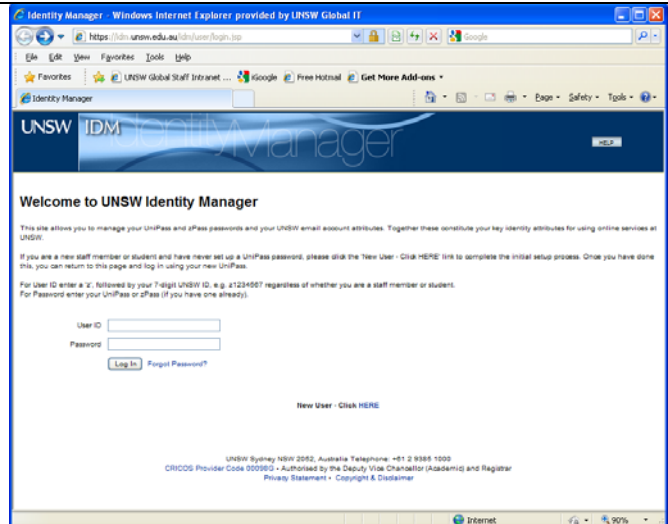 Identity Manager - Windows Internet Explorer provided by UNSW Global IT
https://idm.unsw.edu.au/idm/user/login.jsp
Google
File Edit View Favorites Tools Help
Favorites UNSW Global Staff Intranet ... iGoogle Free Hotmail Get More Add-ons
Identity Manager
Page Safety Tools
UNSW IDM IdentityManager
HELP
Welcome to UNSW Identity Manager
This site allows you to manage your UniPass and zPass passwords and your UNSW email account attributes. Together these constitute your key identity attributes for using online services at
UNSW.
If you are a new staff member or student and have never set up a UniPass password, please click the 'New User - Click HERE' link to complete the initial setup process. Once you have done
this, you can return to this page and log in using your new UniPass.
For User ID enter a 'z', followed by your 7-digit UNSW ID, e.g. z1234567 regardless of whether you are a staff member or student.
For Password enter your UniPass or zPass (if you have one already).
User ID
Password
Log In Forgot Password?
New User - Click HERE
UNSW Sydney NSW 2052, Australia Telephone: +61 2 9385 1000
CRICOS Provider Code 00098G - Authorised by the Deputy Vice Chancellor (Academic) and Registrar
Privacy Statement - Copyright & Disclaimer
Internet 90%